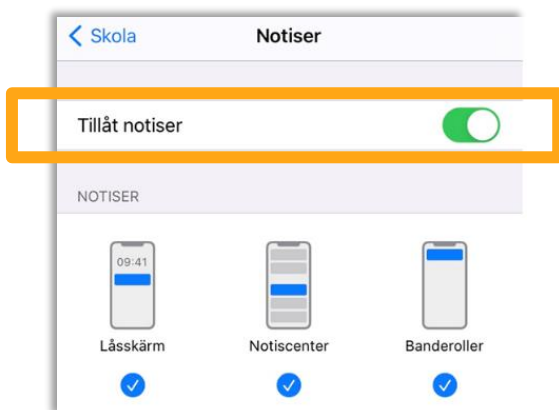 Skola Notiser
Tillåt notiser
NOTISER
09:41
Låsskärm Notiscenter Banderoller